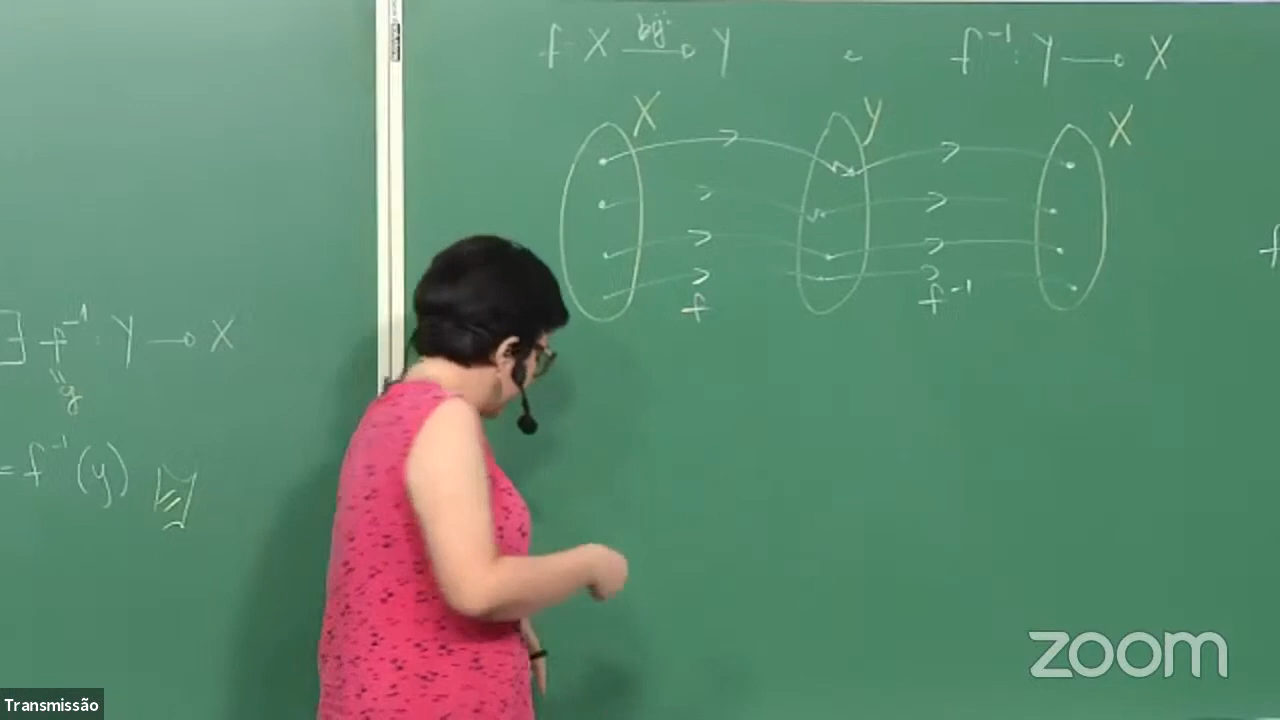 f: X bij. → Y e f⁻¹: Y → X
X Y X
f f⁻¹
f⁻¹: Y → X
g
= f⁻¹(y)
f
zoom
Transmissão